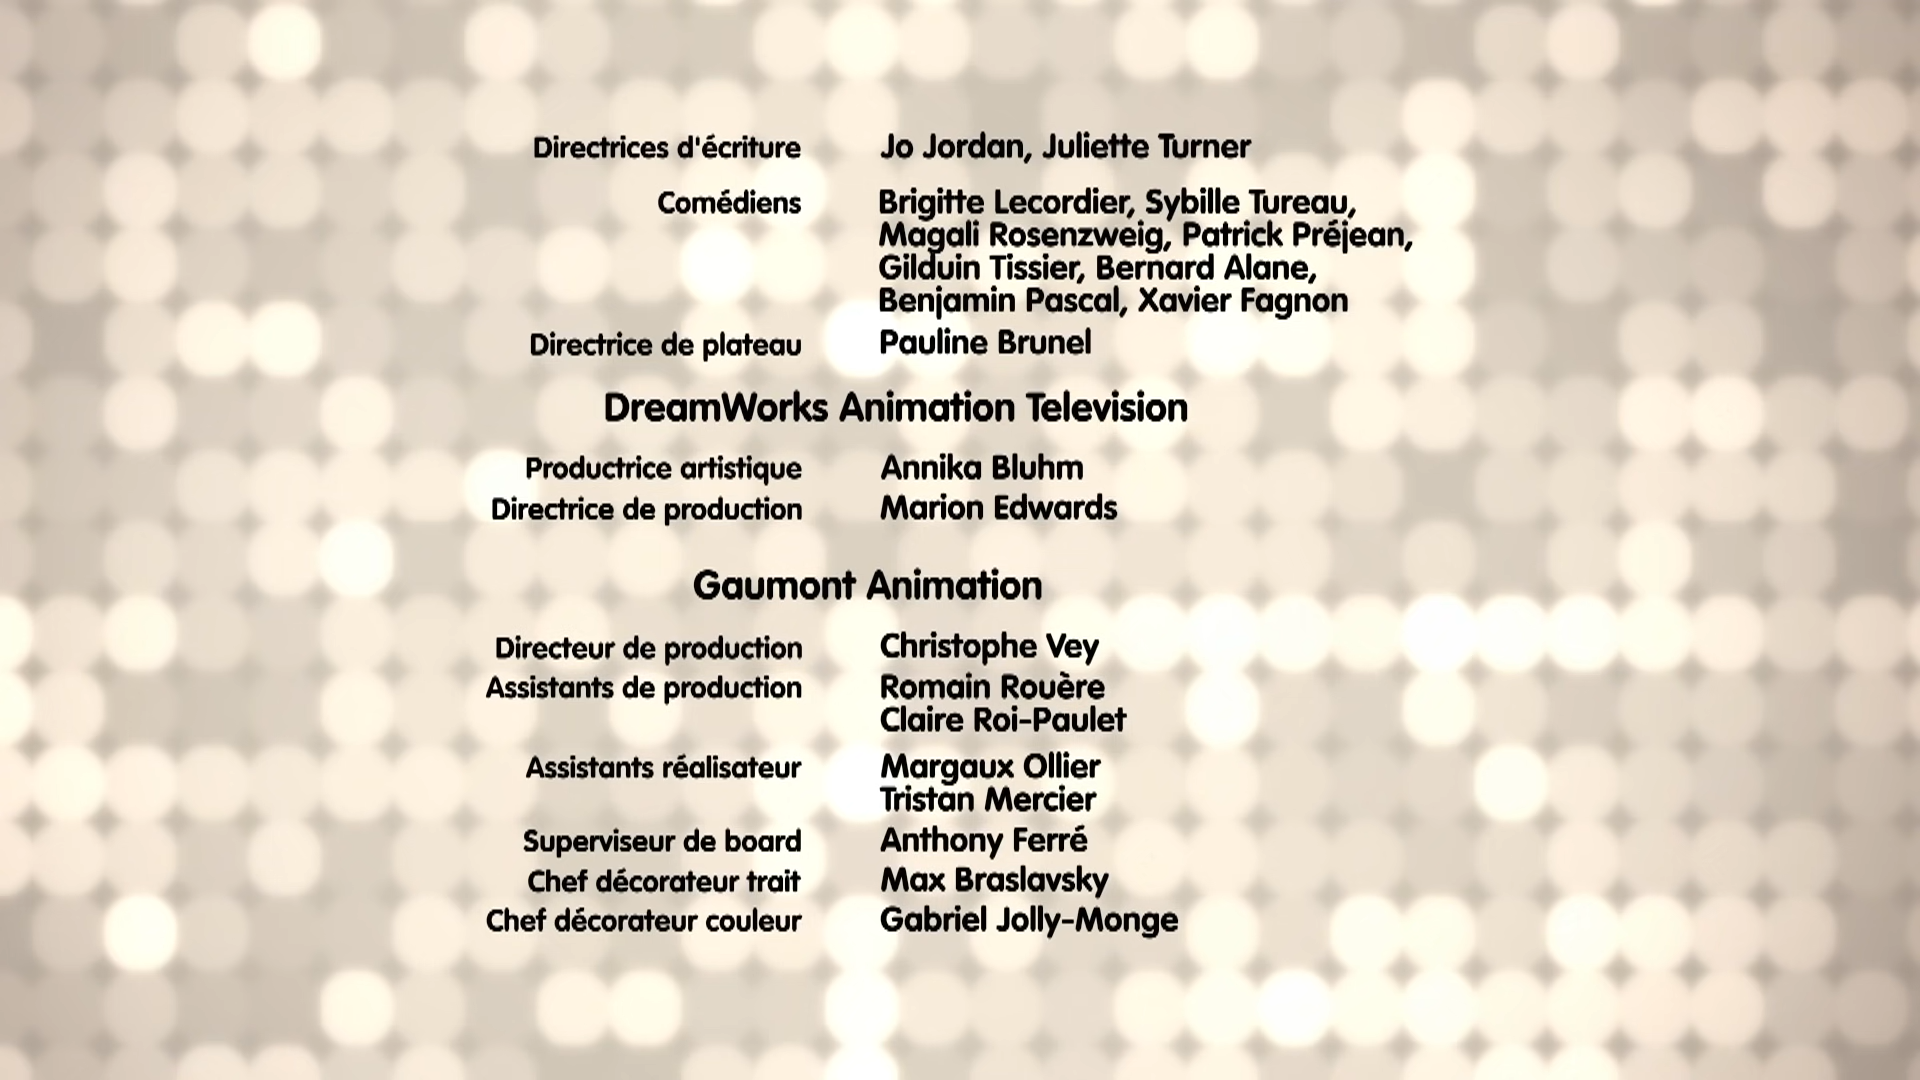 Directrices d'écriture Jo Jordan, Juliette Turner
Comédiens Brigitte Lecordier, Sybille Tureau,
Magali Rosenzweig, Patrick Préjean,
Gilduin Tissier, Bernard Alane,
Benjamin Pascal, Xavier Fagnon
Directrice de plateau Pauline Brunel
DreamWorks Animation Television
Productrice artistique Annika Bluhm
Directrice de production Marion Edwards
Gaumont Animation
Directeur de production Christophe Vey
Assistants de production Romain Rouère
Claire Roi-Paulet
Assistants réalisateur Margaux Ollier
Tristan Mercier
Superviseur de board Anthony Ferré
Chef décorateur trait Max Braslavsky
Chef décorateur couleur Gabriel Jolly-Monge